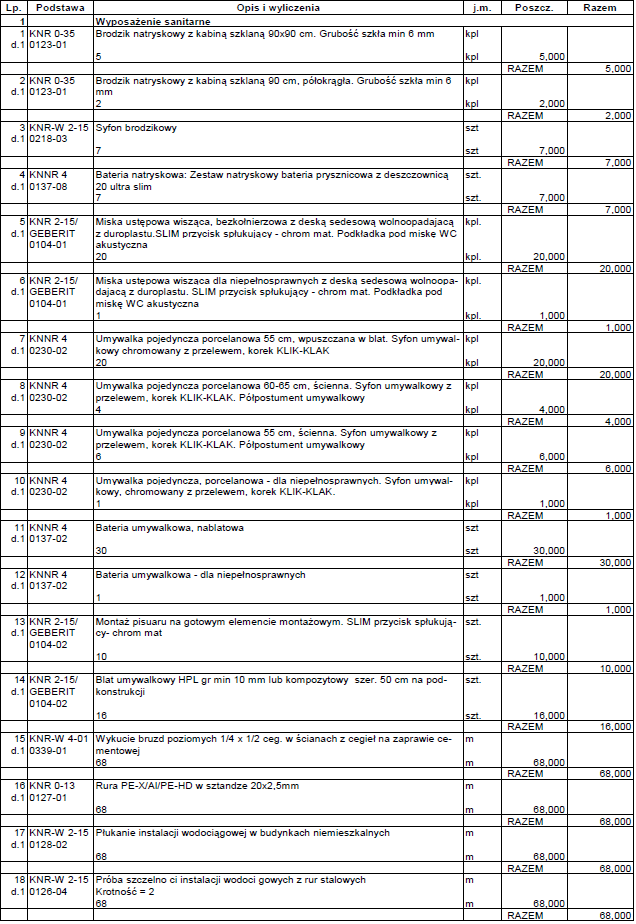 Lp. Podstawa Opis i wyliczenia j.m. Poszcz. Razem
1 Wyposażenie sanitarne
1 KNR 0-35 Brodzik natryskowy z kabiną szklaną 90x90 cm. Grubość szkła min 6 mm kpl
d.1 0123-01
5 kpl 5,000
RAZEM 5,000
2 KNR 0-35 Brodzik natryskowy z kabiną szklaną 90 cm, półokrągła. Grubość szkła min 6 kpl
d.1 0123-01 mm
2 kpl 2,000
RAZEM 2,000
3 KNR-W 2-15 Syfon brodzikowy szt
d.1 0218-03
7 szt 7,000
RAZEM 7,000
4 KNNR 4 Bateria natryskowa: Zestaw natryskowy bateria prysznicowa z deszczownicą szt.
d.1 0137-08 20 ultra slim
7 szt. 7,000
RAZEM 7,000
5 KNR 2-15/ Miska ustępowa wisząca, bezkołnierzowa z deską sedesową wolnoopadajacą kpl.
d.1 GEBERIT z duroplastu.SLIM przycisk spłukujący - chrom mat. Podkładka pod miskę WC
0104-01 akustyczna
20 kpl. 20,000
RAZEM 20,000
6 KNR 2-15/ Miska ustępowa wisząca dla niepełnosprawnych z deską sedesową wolnoopa- kpl.
d.1 GEBERIT dającą z duroplastu. SLIM przycisk spłukujący - chrom mat. Podkładka pod
0104-01 miskę WC akustyczna
1 kpl. 1,000
RAZEM 1,000
7 KNNR 4 Umywalka pojedyncza porcelanowa 55 cm, wpuszczana w blat. Syfon umywal- kpl
d.1 0230-02 kowy chromowany z przelewem, korek KLIK-KLAK
20 kpl 20,000
RAZEM 20,000
8 KNNR 4 Umywalka pojedyncza porcelanowa 60-65 cm, ścienna. Syfon umywalkowy z kpl
d.1 0230-02 przelewem, korek KLIK-KLAK. Półpostument umywalkowy
4 kpl 4,000
RAZEM 4,000
9 KNNR 4 Umywalka pojedyncza porcelanowa 55 cm, ścienna. Syfon umywalkowy z kpl
d.1 0230-02 przelewem, korek KLIK-KLAK. Półpostument umywalkowy
6 kpl 6,000
RAZEM 6,000
10 KNNR 4 Umywalka pojedyncza, porcelanowa - dla niepełnosprawnych. Syfon umywal- kpl
d.1 0230-02 kowy, chromowany z przelewem, korek KLIK-KLAK.
1 kpl 1,000
RAZEM 1,000
11 KNNR 4 Bateria umywalkowa, nablatowa szt
d.1 0137-02
30 szt 30,000
RAZEM 30,000
12 KNNR 4 Bateria umywalkowa - dla niepełnosprawnych szt
d.1 0137-02
1 szt 1,000
RAZEM 1,000
13 KNR 2-15/ Montaż pisuaru na gotowym elemencie montażowym. SLIM przycisk spłukują- szt.
d.1 GEBERIT cy- chrom mat
0104-02
10 szt. 10,000
RAZEM 10,000
14 KNR 2-15/ Blat umywalkowy HPL gr min 10 mm lub kompozytowy szer. 50 cm na pod- szt.
d.1 GEBERIT konstrukcji
0104-02
16 szt. 16,000
RAZEM 16,000
15 KNR-W 4-01 Wykucie bruzd poziomych 1/4 x 1/2 ceg. w ścianach z cegieł na zaprawie ce- m
d.1 0339-01 mentowej
68 m 68,000
RAZEM 68,000
16 KNR 0-13 Rura PE-X/Al/PE-HD w sztandze 20x2,5mm m
d.1 0127-01
68 m 68,000
RAZEM 68,000
17 KNR-W 2-15 Płukanie instalacji wodociągowej w budynkach niemieszkalnych m
d.1 0128-02
68 m 68,000
RAZEM 68,000
18 KNR-W 2-15 Próba szczelno ci instalacji wodoci gowych z rur stalowych m
d.1 0126-04 Krotność = 2
68 m 68,000
RAZEM 68,000